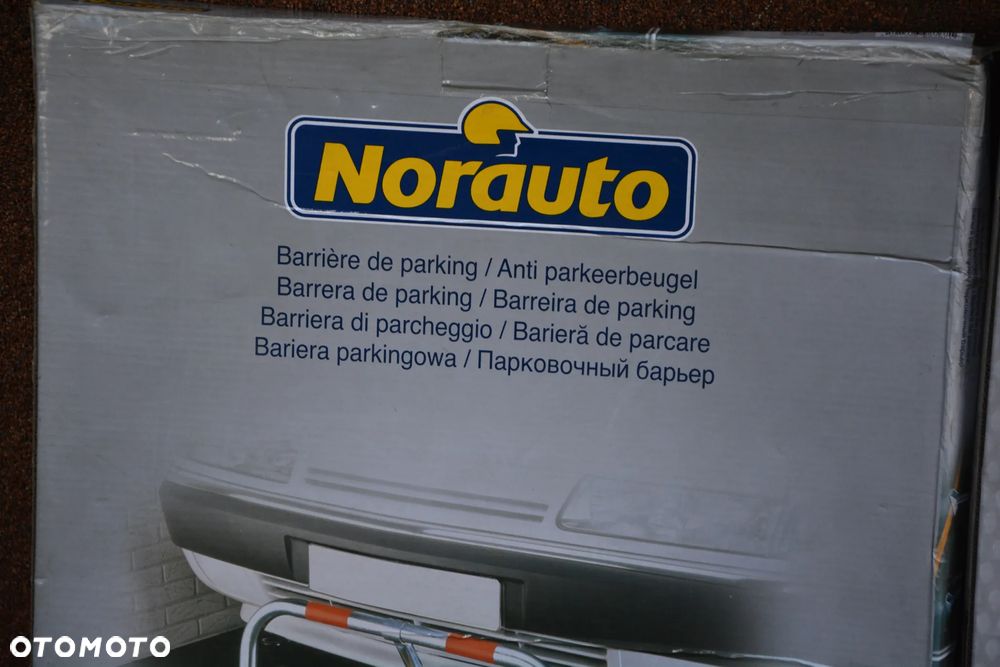 Norauto
Barrière de parking / Anti parkeerbeugel
Barrera de parking / Barreira de parking
Barriera di parcheggio / Barieră de parcare
Bariera parkingowa / Парковочный барьер
OTOMOTO